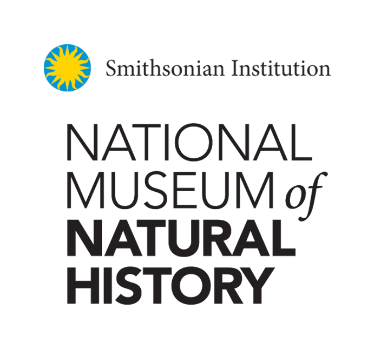 Smithsonian Institution
NATIONAL
MUSEUM of
NATURAL
HISTORY